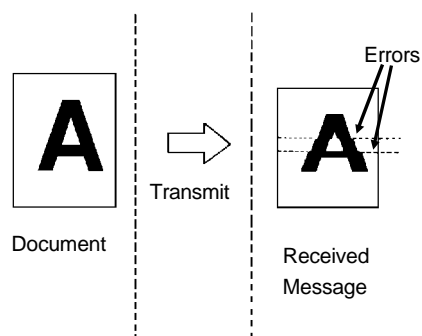 Errors
A
A
Transmit
Document
Received
Message